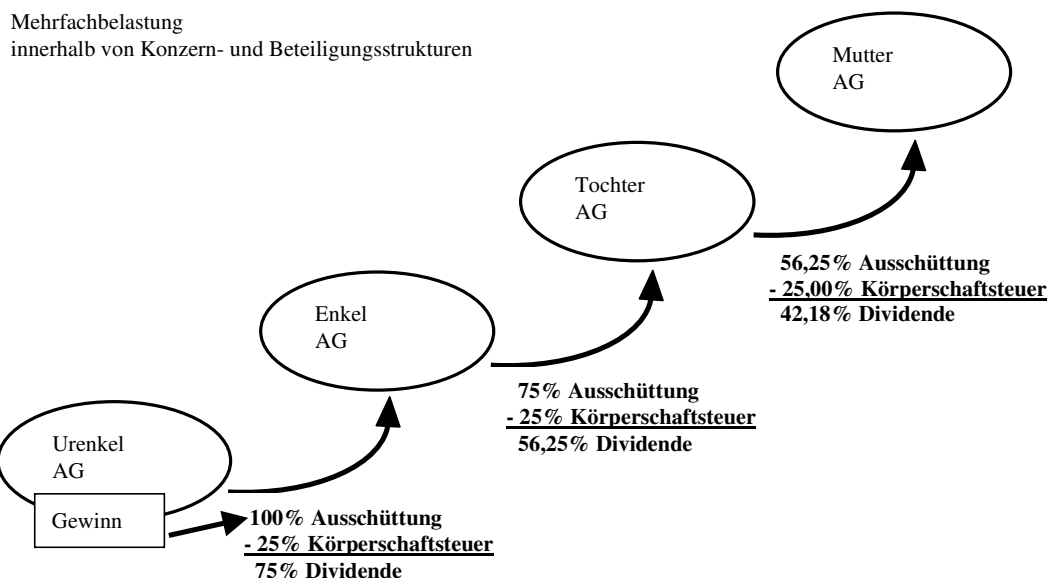 Mehrfachbelastung
innerhalb von Konzern- und Beteiligungsstrukturen
Mutter
AG
Tochter
AG
56,25% Ausschüttung
- 25,00% Körperschaftsteuer
42,18% Dividende
Enkel
AG
75% Ausschüttung
- 25% Körperschaftsteuer
56,25% Dividende
Urenkel
AG
Gewinn
100% Ausschüttung
- 25% Körperschaftsteuer
75% Dividende